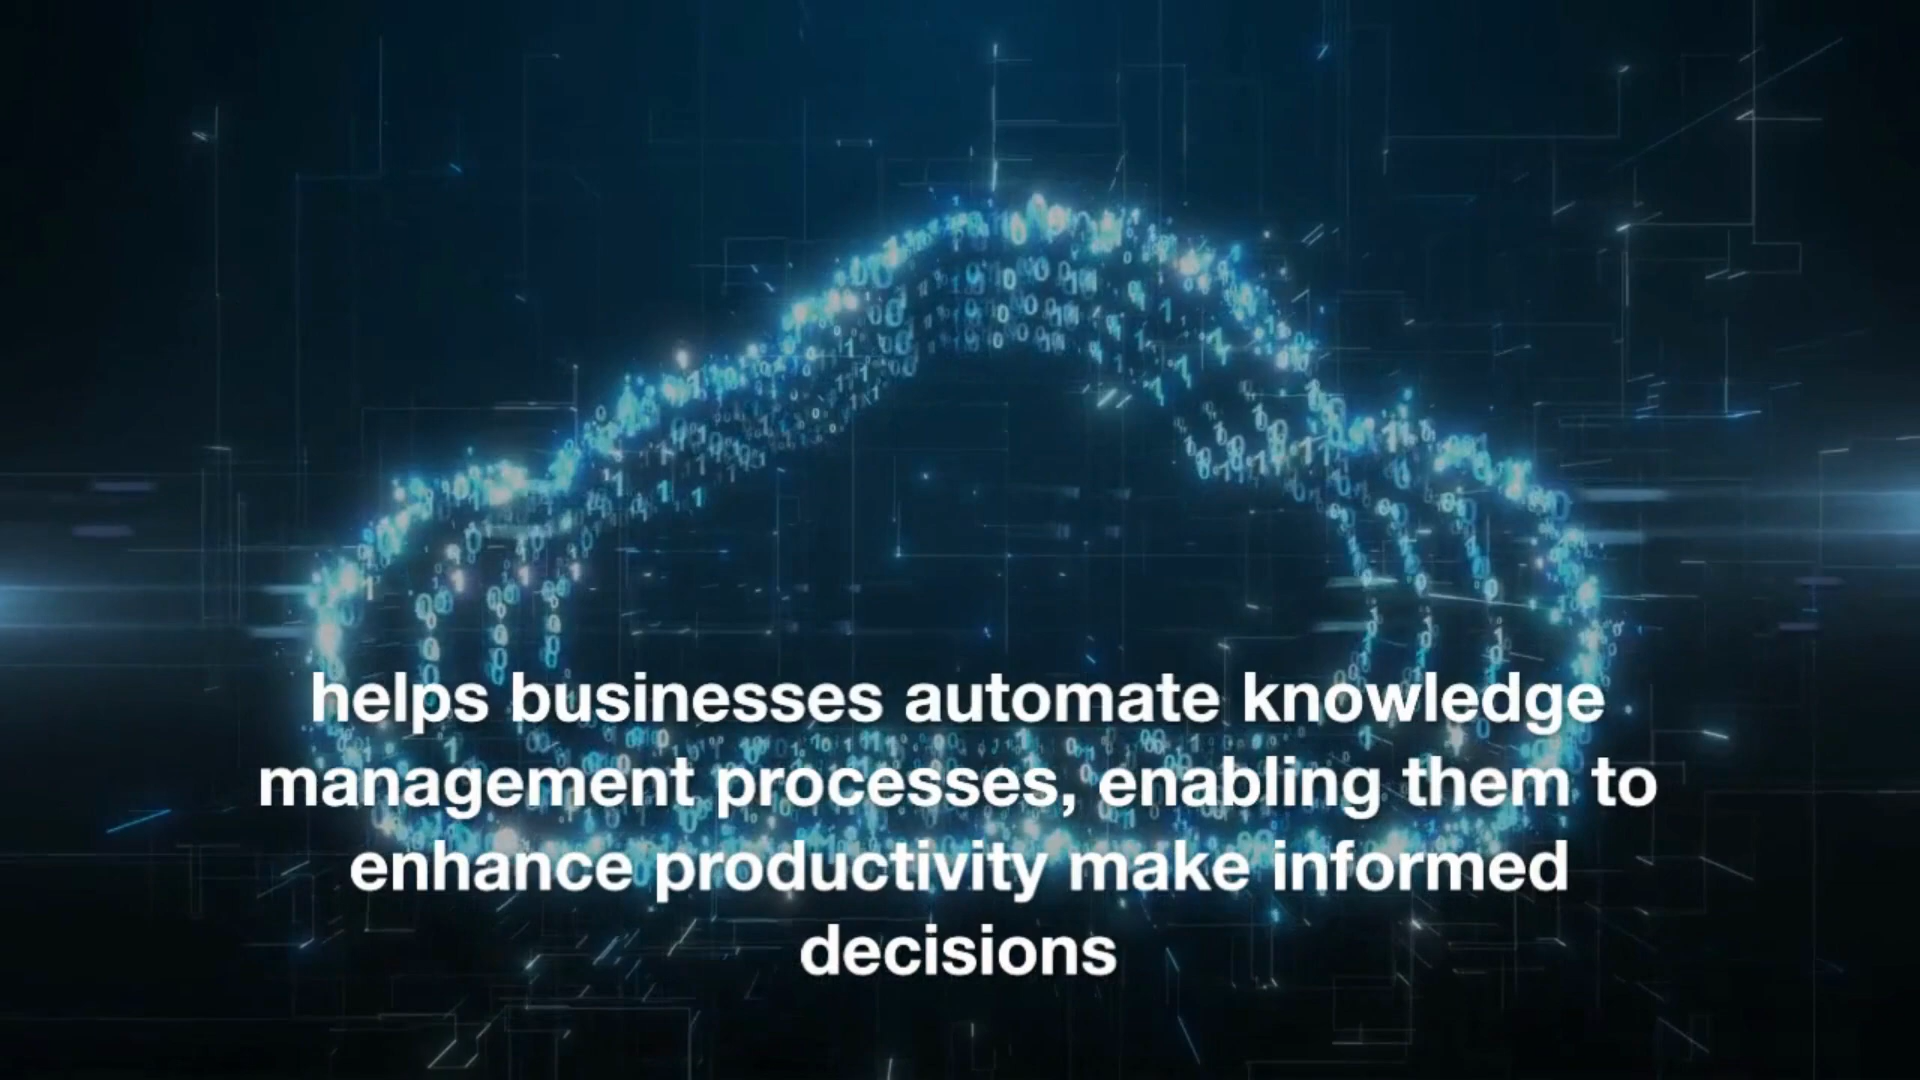 helps businesses automate knowledge
management processes, enabling them to
enhance productivity make informed
decisions